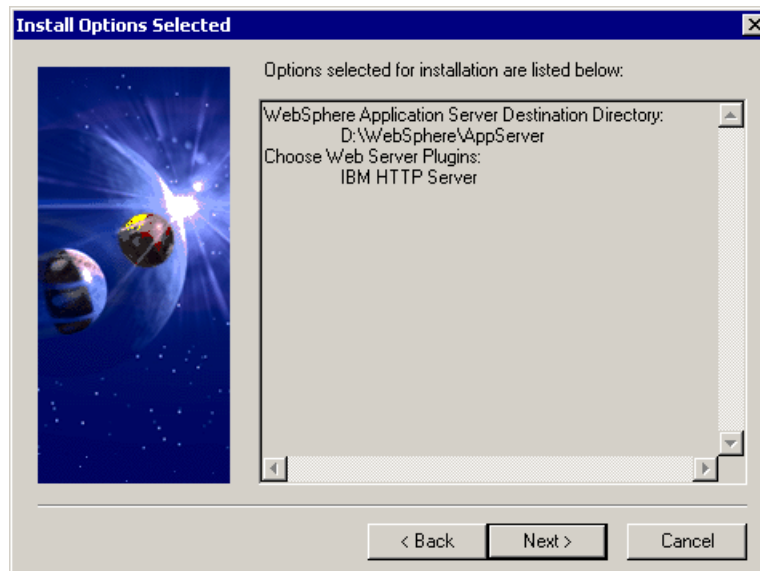 Install Options Selected
Options selected for installation are listed below:
WebSphere Application Server Destination Directory:
D:\WebSphere\AppServer
Choose Web Server Plugins:
IBM HTTP Server
< Back
Next >
Cancel